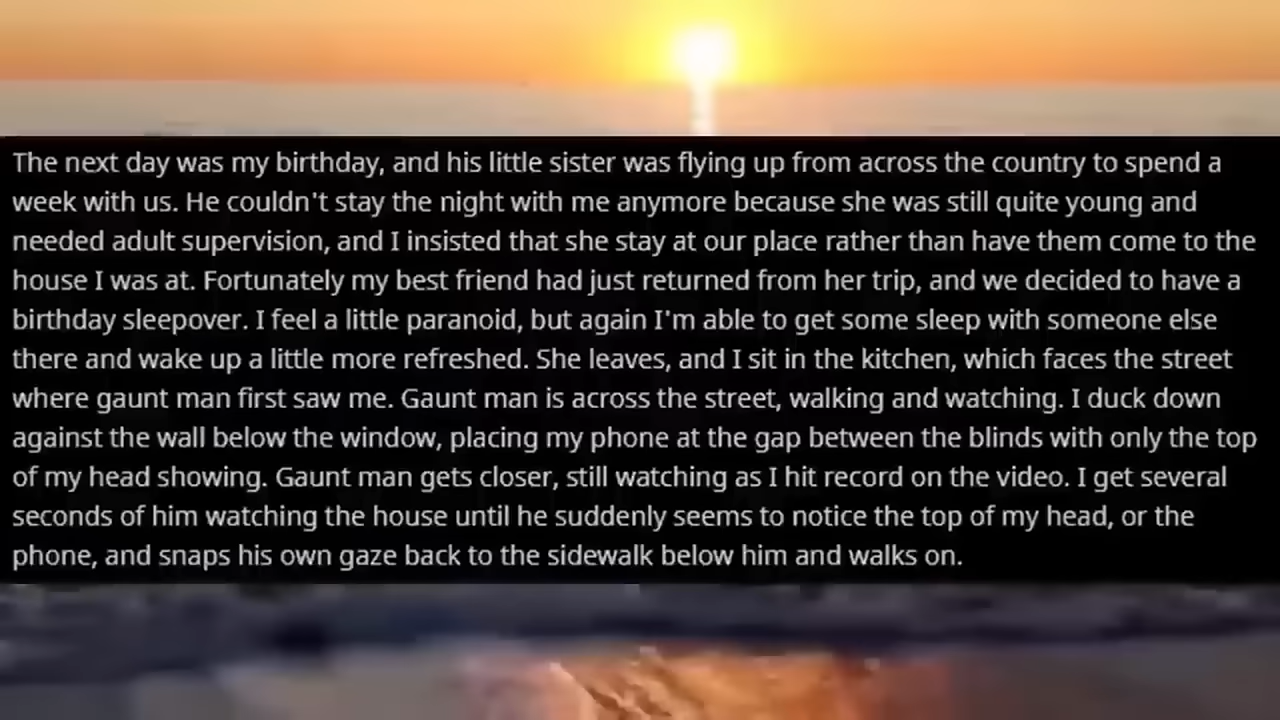 The next day was my birthday, and his little sister was flying up from across the country to spend a
week with us. He couldn't stay the night with me anymore because she was still quite young and
needed adult supervision, and I insisted that she stay at our place rather than have them come to the
house I was at. Fortunately my best friend had just returned from her trip, and we decided to have a
birthday sleepover. I feel a little paranoid, but again I'm able to get some sleep with someone else
there and wake up a little more refreshed. She leaves, and I sit in the kitchen, which faces the street
where gaunt man first saw me. Gaunt man is across the street, walking and watching. I duck down
against the wall below the window, placing my phone at the gap between the blinds with only the top
of my head showing. Gaunt man gets closer, still watching as I hit record on the video. I get several
seconds of him watching the house until he suddenly seems to notice the top of my head, or the
phone, and snaps his own gaze back to the sidewalk below him and walks on.